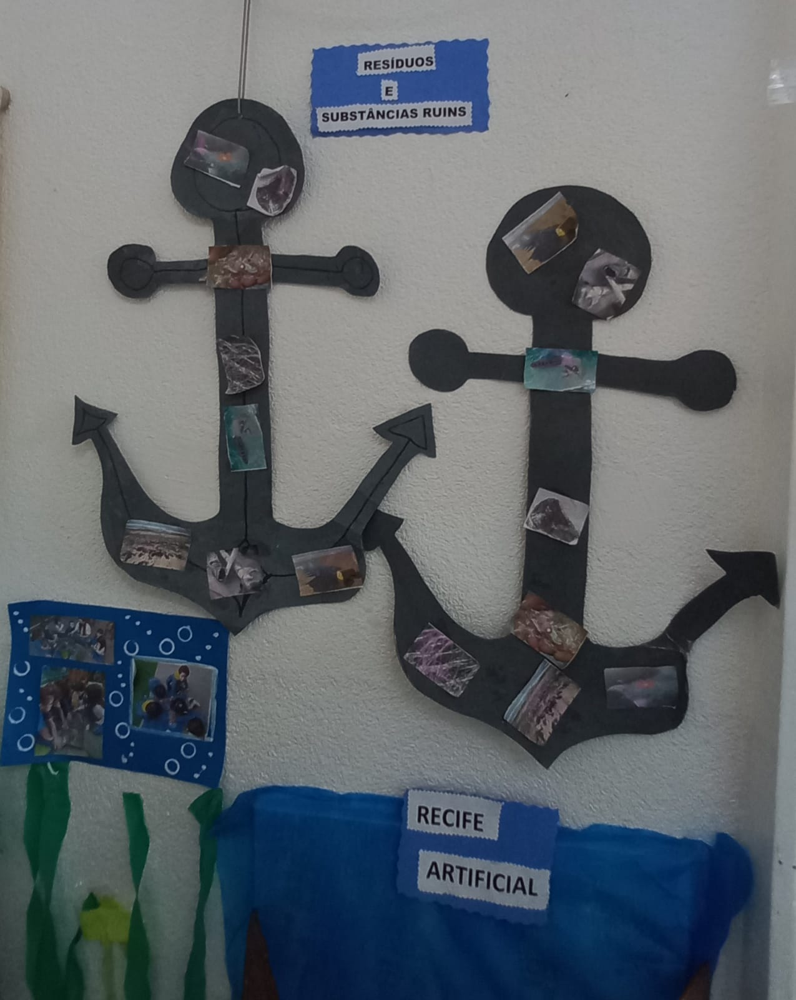 RESÍDUOS
E
SUBSTÂNCIAS RUINS
RECIFE
ARTIFICIAL